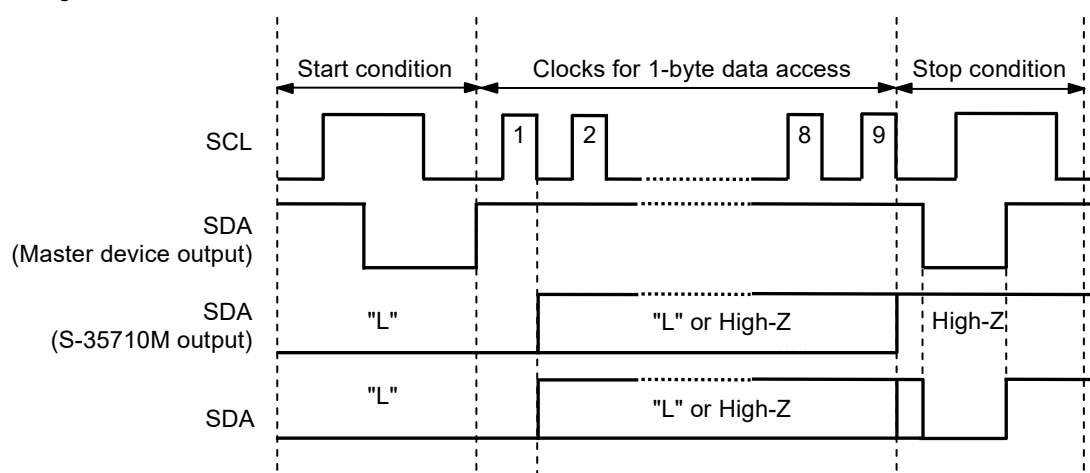 Start condition
Clocks for 1-byte data access
Stop condition
SCL
1
2
8
9
SDA
(Master device output)
SDA
(S-35710M output)
"L"
"L" or High-Z
High-Z
SDA
"L"
"L" or High-Z